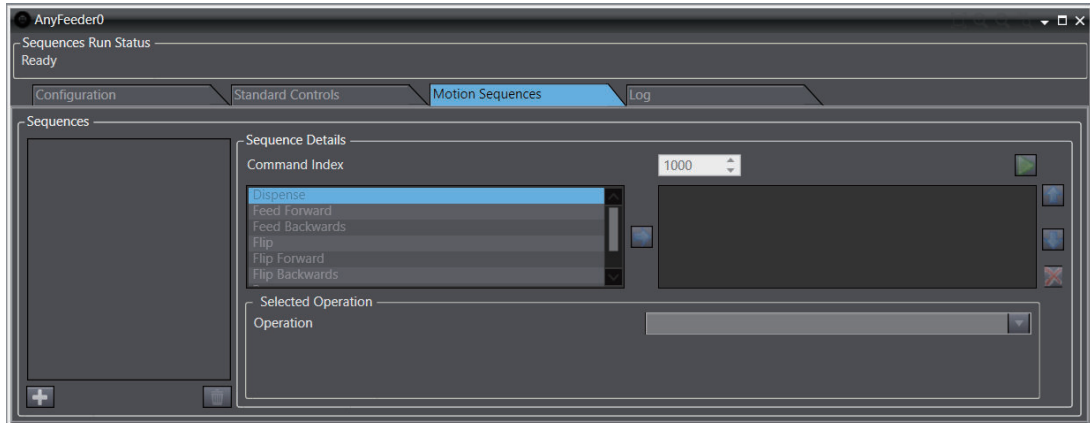 AnyFeeder0
Sequences Run Status
Ready
Configuration
Standard Controls
Motion Sequences
Log
Sequences
Sequence Details
Command Index
1000
Dispense
Feed Forward
Feed Backwards
Flip
Flip Forward
Flip Backwards
Selected Operation
Operation